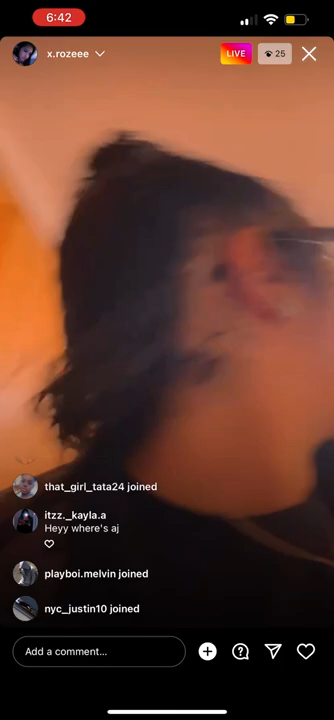 6:42
x.rozeee
LIVE
25
that_girl_tata24 joined
itzz._kayla.a
Heyy where's aj
playboi.melvin joined
nyc_justin10 joined
Add a comment...